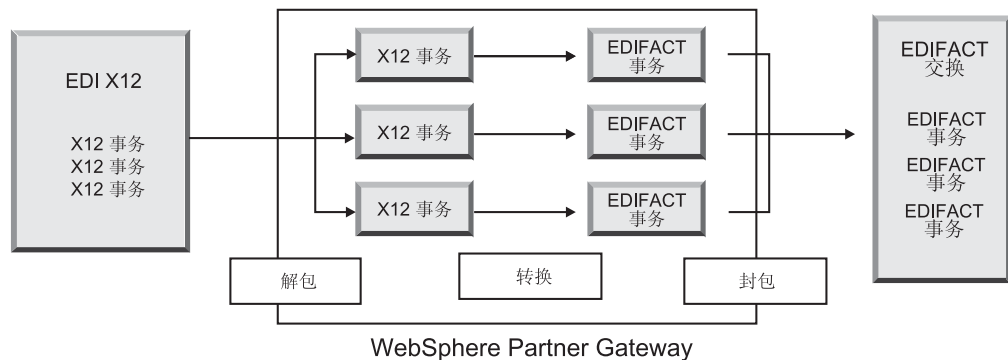 EDI X12
X12 事务
X12 事务
X12 事务
X12 事务
X12 事务
X12 事务
EDIFACT
事务
EDIFACT
事务
EDIFACT
事务
解包
转换
封包
EDIFACT
交换
EDIFACT
事务
EDIFACT
事务
EDIFACT
事务
WebSphere Partner Gateway